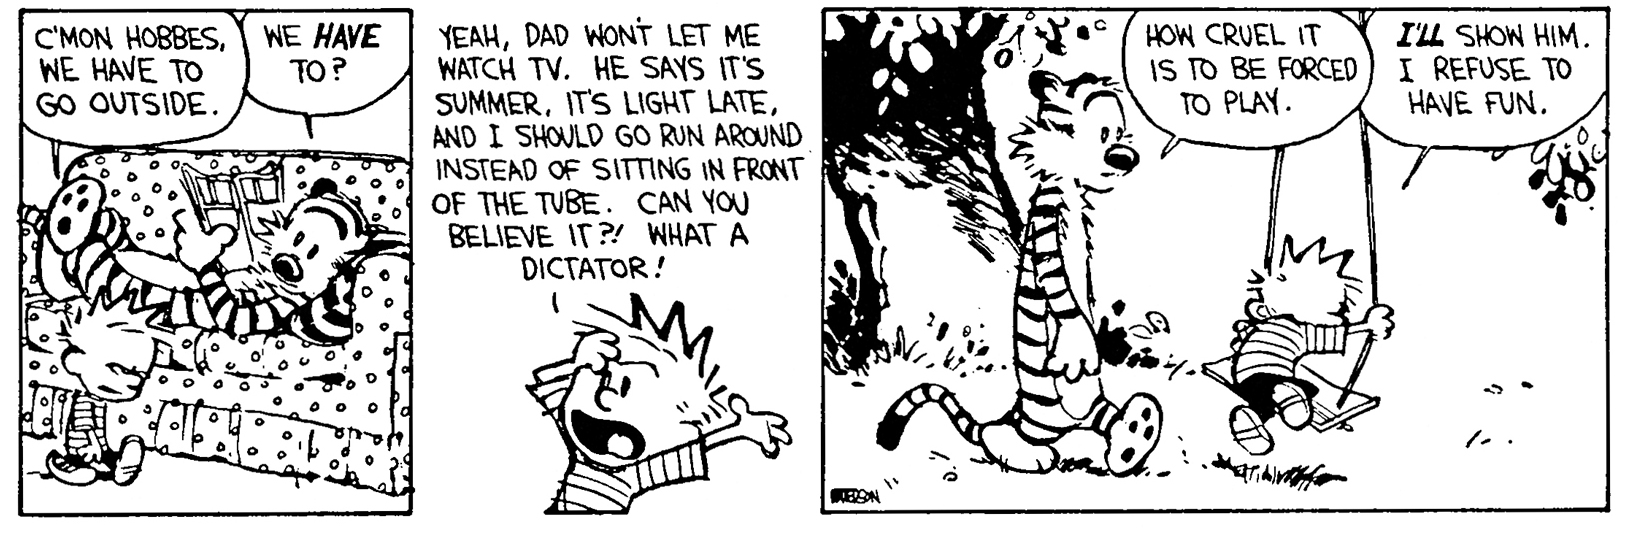 C'MON HOBBES,
WE HAVE TO
GO OUTSIDE.
WE HAVE
TO?
YEAH, DAD WON'T LET ME
WATCH TV. HE SAYS IT'S
SUMMER, IT'S LIGHT LATE,
AND I SHOULD GO RUN AROUND
INSTEAD OF SITTING IN FRONT
OF THE TUBE. CAN YOU
BELIEVE IT?! WHAT A
DICTATOR!
HOW CRUEL IT
IS TO BE FORCED
TO PLAY.
I'LL SHOW HIM.
I REFUSE TO
HAVE FUN.